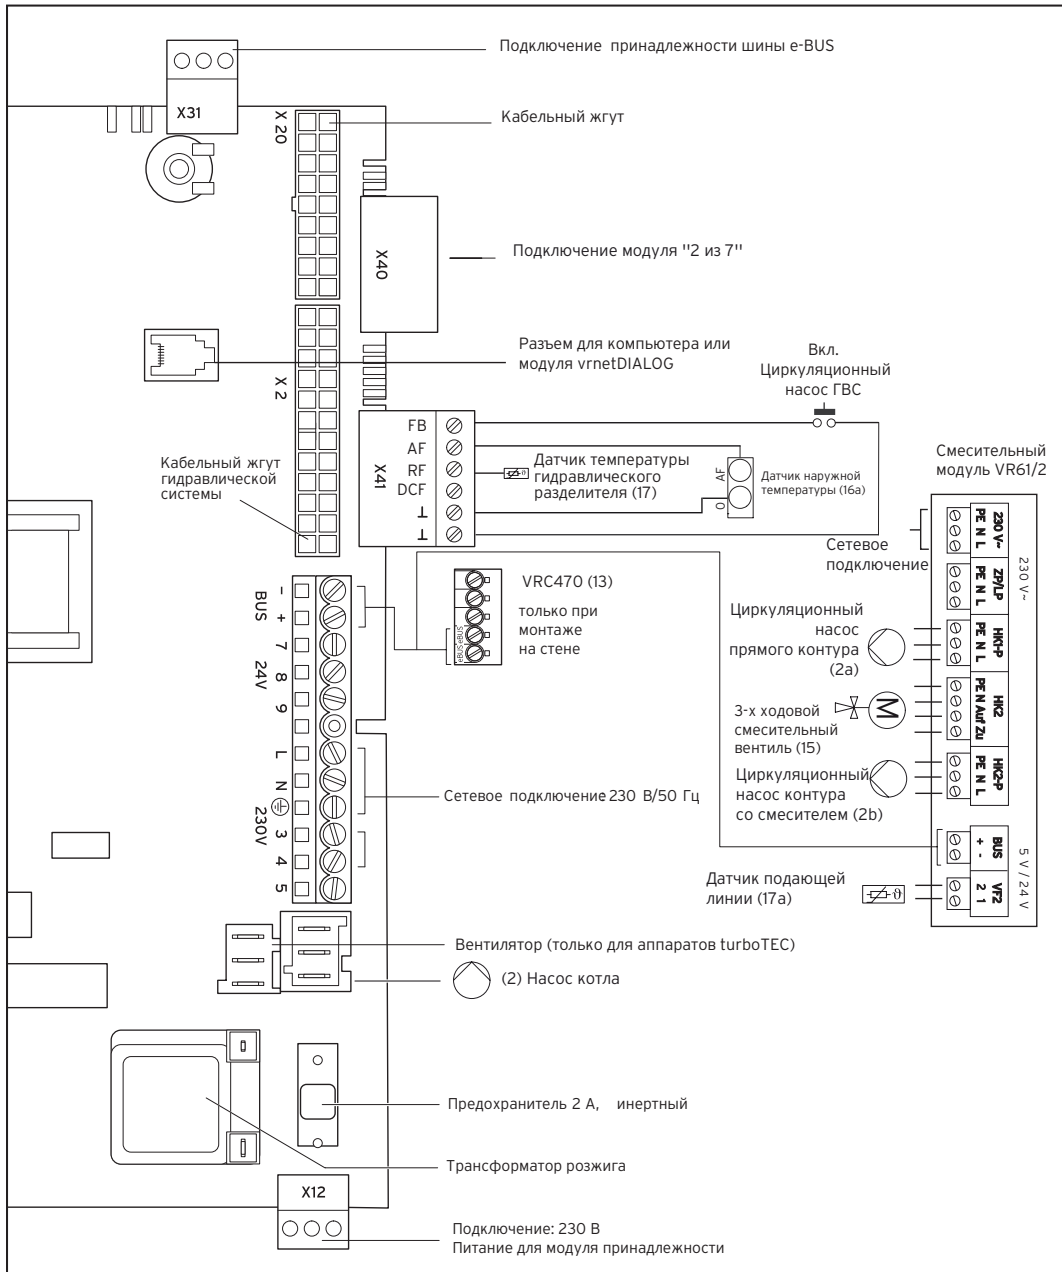 Подключение принадлежности шины e-BUS
X31
X 20
Кабельный жгут
X40
Подключение модуля "2 из 7"
Разъем для компьютера или
модуля vrnetDIALOG
X 2
Вкл.
Циркуляционный
насос ГВС
X41
FB
AF
RF
DCF
⊥
⊥
Датчик температуры
гидравлического
разделителя (17)
AF
O
Датчик наружной
температуры (16a)
Кабельный жгут
гидравлической
системы
Смесительный
модуль VR61/2
Сетевое
подключение
230 V~
PE N L
230 V~
ZP/LP
PE N L
VRC470 (13)
только при
монтаже
на стене
eBUS eBUS
Циркуляционный
насос
прямого контура
(2a)
HK1-P
PE N L
3-х ходовой
смесительный
вентиль (15)
M
HK2
PE N Auf Zu
Циркуляционный
насос контура
со смесителем (2b)
HK2-P
PE N L
BUS
+ -
5 V / 24 V
Датчик подающей
линии (17a)
ϑ
VF2
2 1
BUS
-
+
24V
7
8
9
L
N
230V
3
4
5
Сетевое подключение 230 В/50 Гц
Вентилятор (только для аппаратов turboTEC)
(2) Насос котла
Предохранитель 2 А, инертный
Трансформатор розжига
X12
Подключение: 230 В
Питание для модуля принадлежности